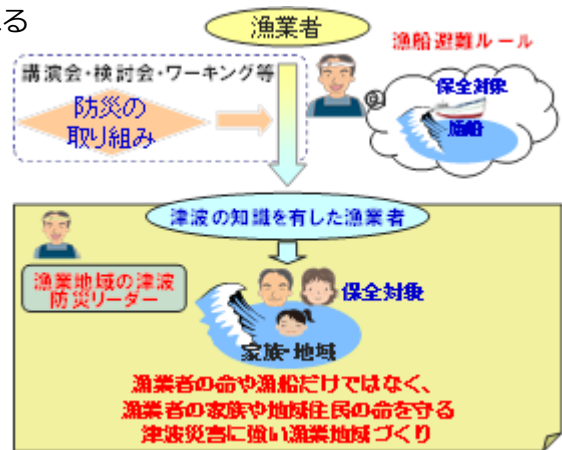 える
漁業者
漁船避難ルール
講演会・検討会・ワーキング等
防災の
取り組み
保全対象
漁船
津波の知識を有した漁業者
漁業地域の津波
防災リーダー
保全対象
家族・地域
漁業者の命や漁船だけではなく、
漁業者の家族や地域住民の命を守る
津波災害に強い漁業地域づくり